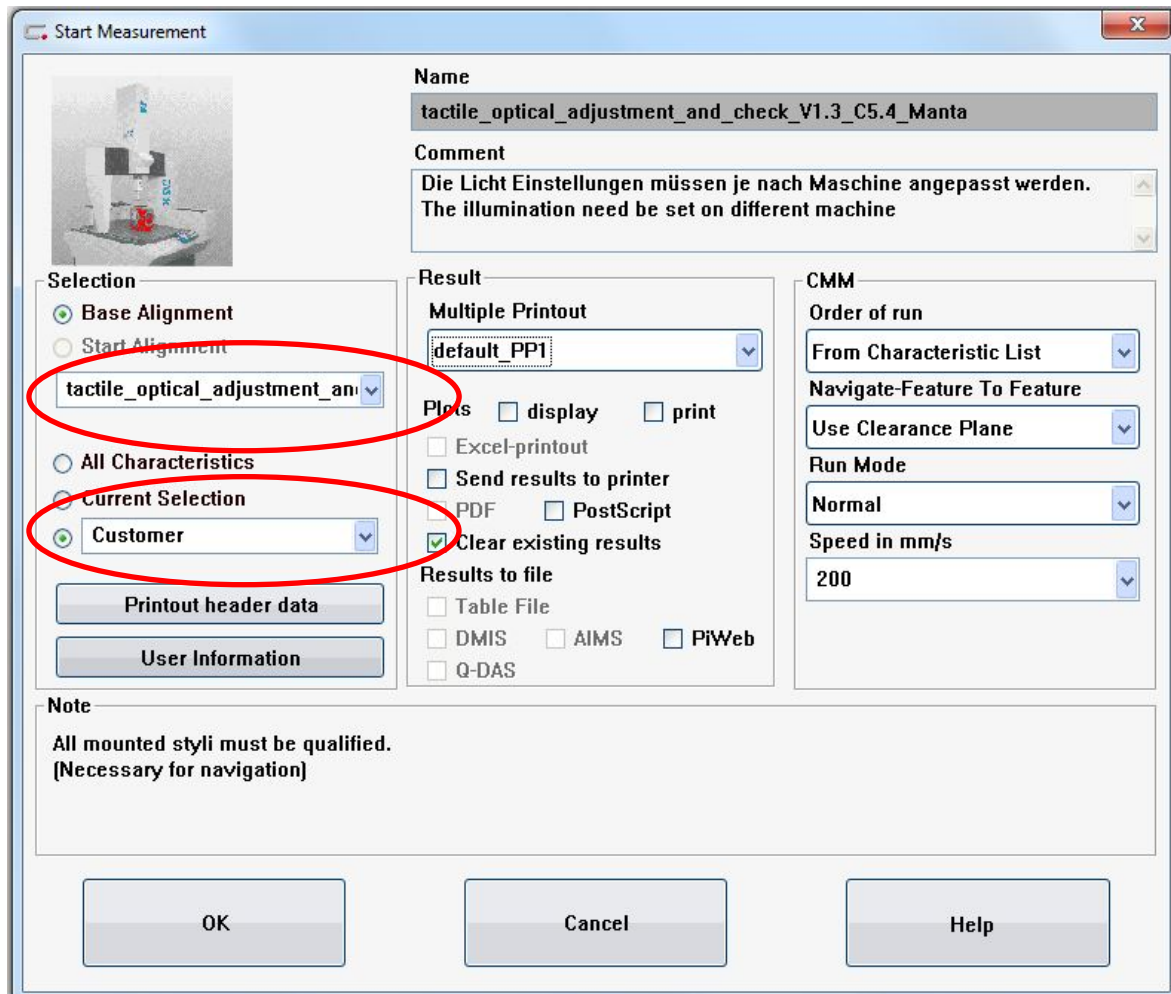 Start Measurement
Name
tactile_optical_adjustment_and_check_V1.3_C5.4_Manta
Comment
Die Licht Einstellungen müssen je nach Maschine angepasst werden.
The illumination need be set on different machine
Selection
Base Alignment
Start Alignment
tactile_optical_adjustment_an
All Characteristics
Current Selection
Customer
Printout header data
User Information
Result
Multiple Printout
default_PP1
Plots display print
Excel-printout
Send results to printer
PDF PostScript
Clear existing results
Results to file
Table File
DMIS AIMS PiWeb
Q-DAS
CMM
Order of run
From Characteristic List
Navigate-Feature To Feature
Use Clearance Plane
Run Mode
Normal
Speed in mm/s
200
Note
All mounted styli must be qualified.
(Necessary for navigation)
OK Cancel Help